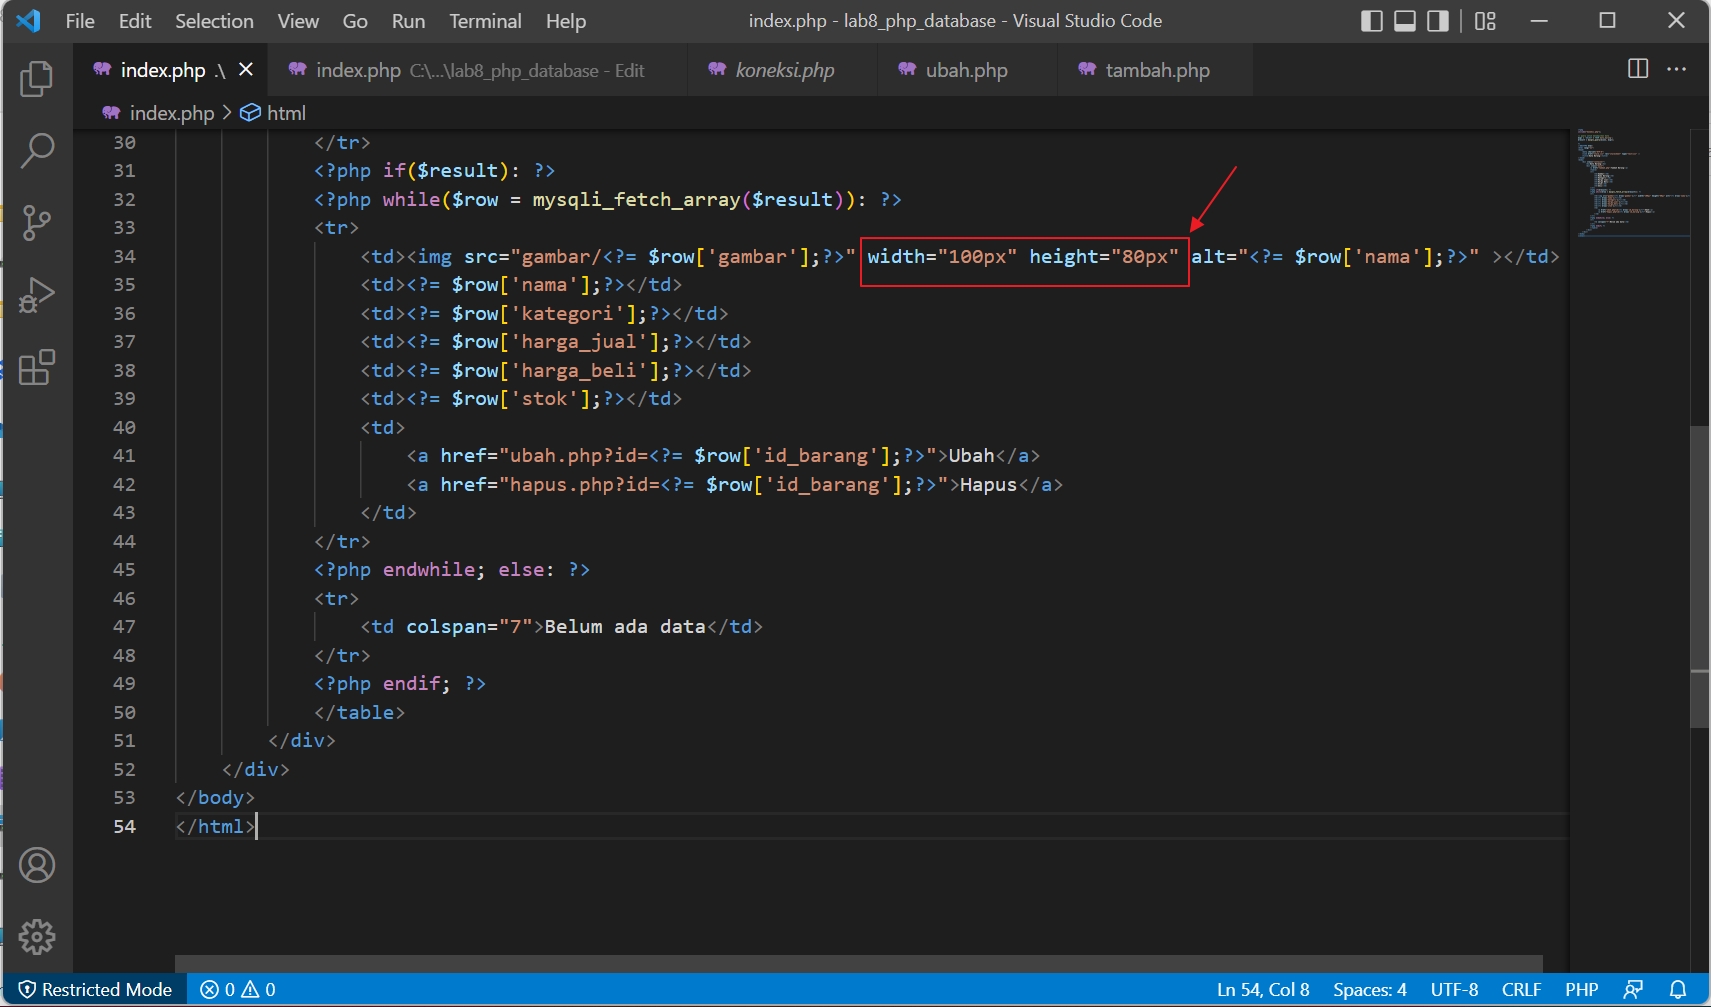 File Edit Selection View Go Run Terminal Help index.php - lab8_php_database - Visual Studio Code
index.php .\ index.php C:\...\lab8_php_database - Edit koneksi.php ubah.php tambah.php
index.php > html
30 </tr>
31 <?php if($result): ?>
32 <?php while($row = mysqli_fetch_array($result)): ?>
33 <tr>
34 <td><img src="gambar/<?= $row['gambar'];?>" width="100px" height="80px" alt="<?= $row['nama'];?>" ></td>
35 <td><?= $row['nama'];?></td>
36 <td><?= $row['kategori'];?></td>
37 <td><?= $row['harga_jual'];?></td>
38 <td><?= $row['harga_beli'];?></td>
39 <td><?= $row['stok'];?></td>
40 <td>
41 <a href="ubah.php?id=<?= $row['id_barang'];?>">Ubah</a>
42 <a href="hapus.php?id=<?= $row['id_barang'];?>">Hapus</a>
43 </td>
44 </tr>
45 <?php endwhile; else: ?>
46 <tr>
47 <td colspan="7">Belum ada data</td>
48 </tr>
49 <?php endif; ?>
50 </table>
51 </div>
52 </div>
53 </body>
54 </html>
Restricted Mode 0 0 Ln 54, Col 8 Spaces: 4 UTF-8 CRLF PHP